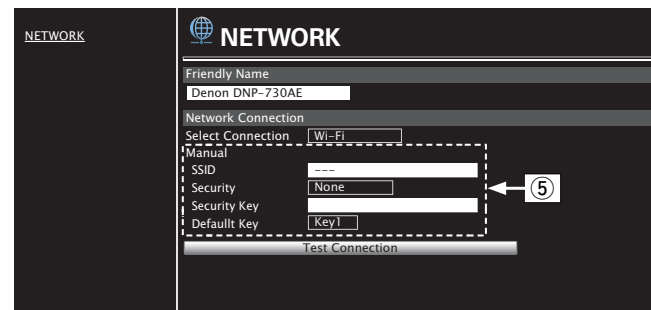 NETWORK
NETWORK
Friendly Name
Denon DNP-730AE
Network Connection
Select Connection Wi-Fi
Manual
SSID ---
Security None
Security Key
Defaullt Key Key1
⑤
Test Connection